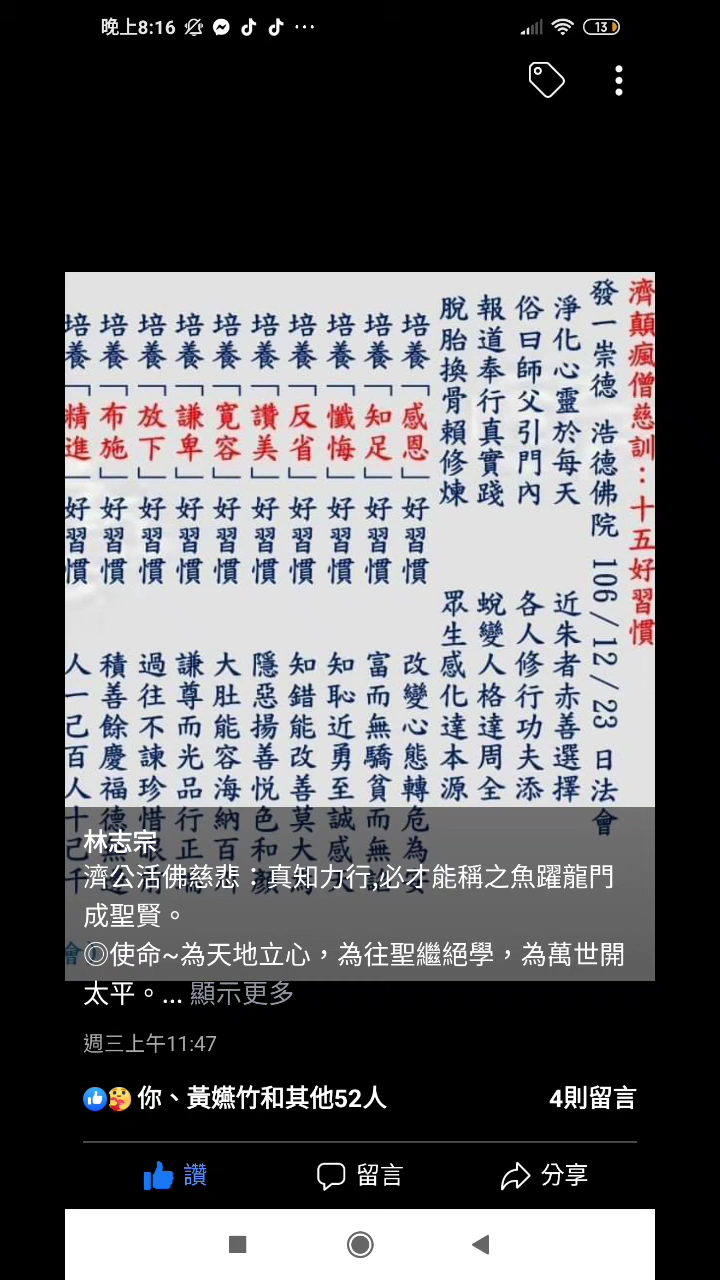 晚上8:16
13
濟顛瘋僧慈訓：十五好習慣
發一崇德 浩德佛院 106/12/23 日法會
淨化心靈於每天 近朱者赤善選擇
俗曰師父引門內 各人修行功夫添
報道奉行真實踐 蛻變人格達周全
脫胎換骨賴修煉 眾生感化達本源
培養「感恩」好習慣 改變心態轉危為安
培養「知足」好習慣 富而無驕貧而無諂
培養「懺悔」好習慣 知恥近勇至誠感天
培養「反省」好習慣 知錯能改善莫大
培養「讚美」好習慣 隱惡揚善悅色和顏
培養「寬容」好習慣 大肚能容海納百
培養「謙卑」好習慣 謙尊而光品行正
培養「放下」好習慣 過往不諫珍惜眼
培養「布施」好習慣 積善餘慶福德無
培養「精進」好習慣 人一己百人十己千
會
林志宗
濟公活佛慈悲：真知力行,必才能稱之魚躍龍門
成聖賢。
◎使命~為天地立心，為往聖繼絕學，為萬世開
太平。... 顯示更多
週三上午11:47
你、黃嬿竹和其他52人
4則留言
讚
留言
分享